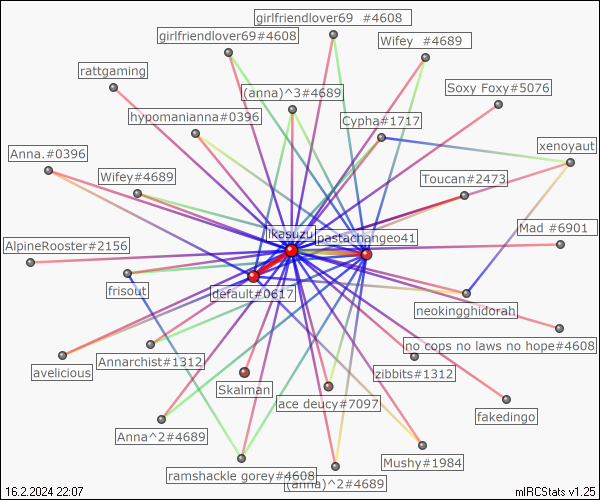 girlfriendlover69  #4608
girlfriendlover69#4608
Wifey  #4689
rattgaming
Soxy Foxy#5076
(anna)^3#4689
hypomanianna#0396
Cypha#1717
xenoyaut
Anna.#0396
Wifey#4689
Toucan#2473
Mad #6901
ikasuzu
pastachangeo41
AlpineRooster#2156
frisout
default#0617
neokingghidorah
no cops no laws no hope#4608
Annarchist#1312
avelicious
zibbits#1312
Skalman
ace deucy#7097
fakedingo
Anna^2#4689
Mushy#1984
ramshackle gorey#4608
(anna)^2#4689
16.2.2024 22:07
mIRCStats v1.25